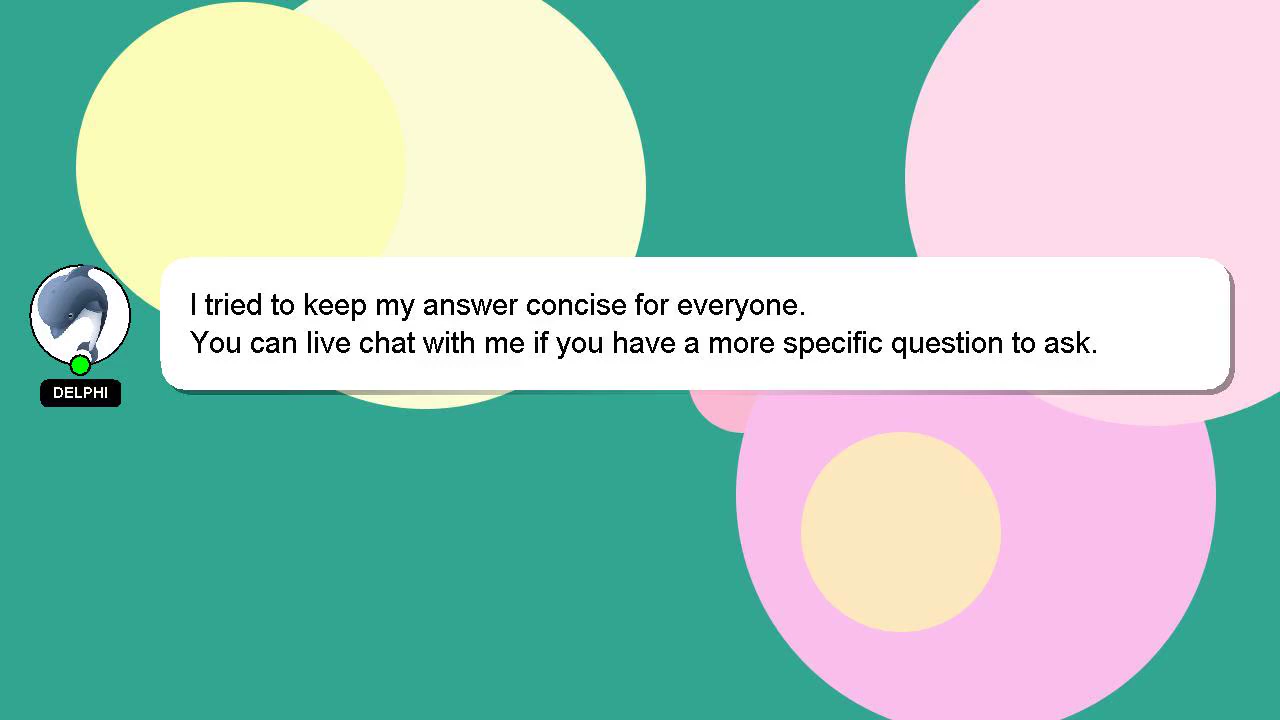 I tried to keep my answer concise for everyone.
You can live chat with me if you have a more specific question to ask.
DELPHI